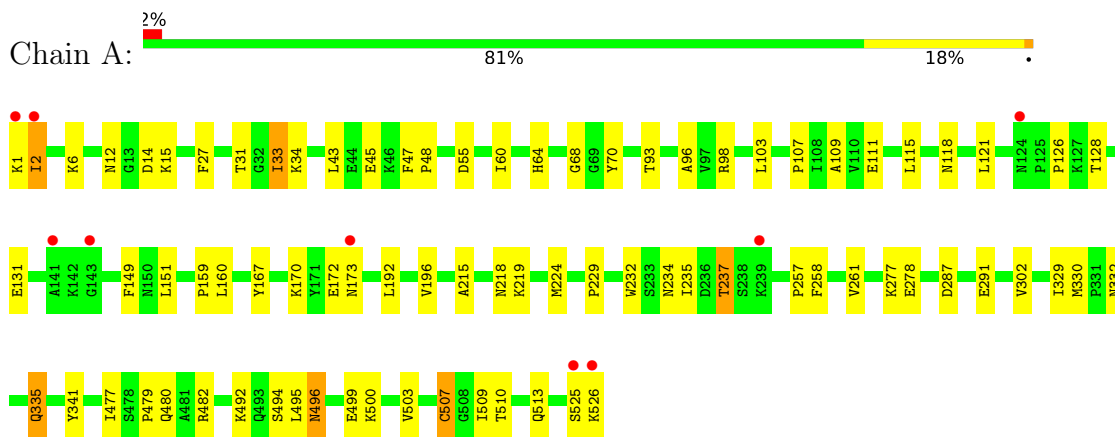 2%
Chain A:
81% 18% •
K1 I2 K6 N12 G13 D14 K15 F27 T31 G32 I33 K34 L43 E44 E45 K46 F47 P48 D55 I60 H64 G68 G69 Y70 T93 A96 V97 R98 L103 P107 I108 A109 V110 E111 L115 N118 L121 N124 P125 P126 K127 T128
E131 A141 K142 G143 F149 N150 L151 P159 L160 Y167 K170 Y171 E172 N173 L192 V196 A215 N218 K219 M224 P229 W232 S233 N234 I235 D236 T237 S238 K239 P257 F258 V261 K277 E278 D287 E291 V302 I329 M330 P331 N332
Q335 Y341 I477 S478 P479 Q480 A481 R482 K492 Q493 S494 L495 N496 E499 K500 V503 G507 G508 I509 T510 Q513 S525 K526